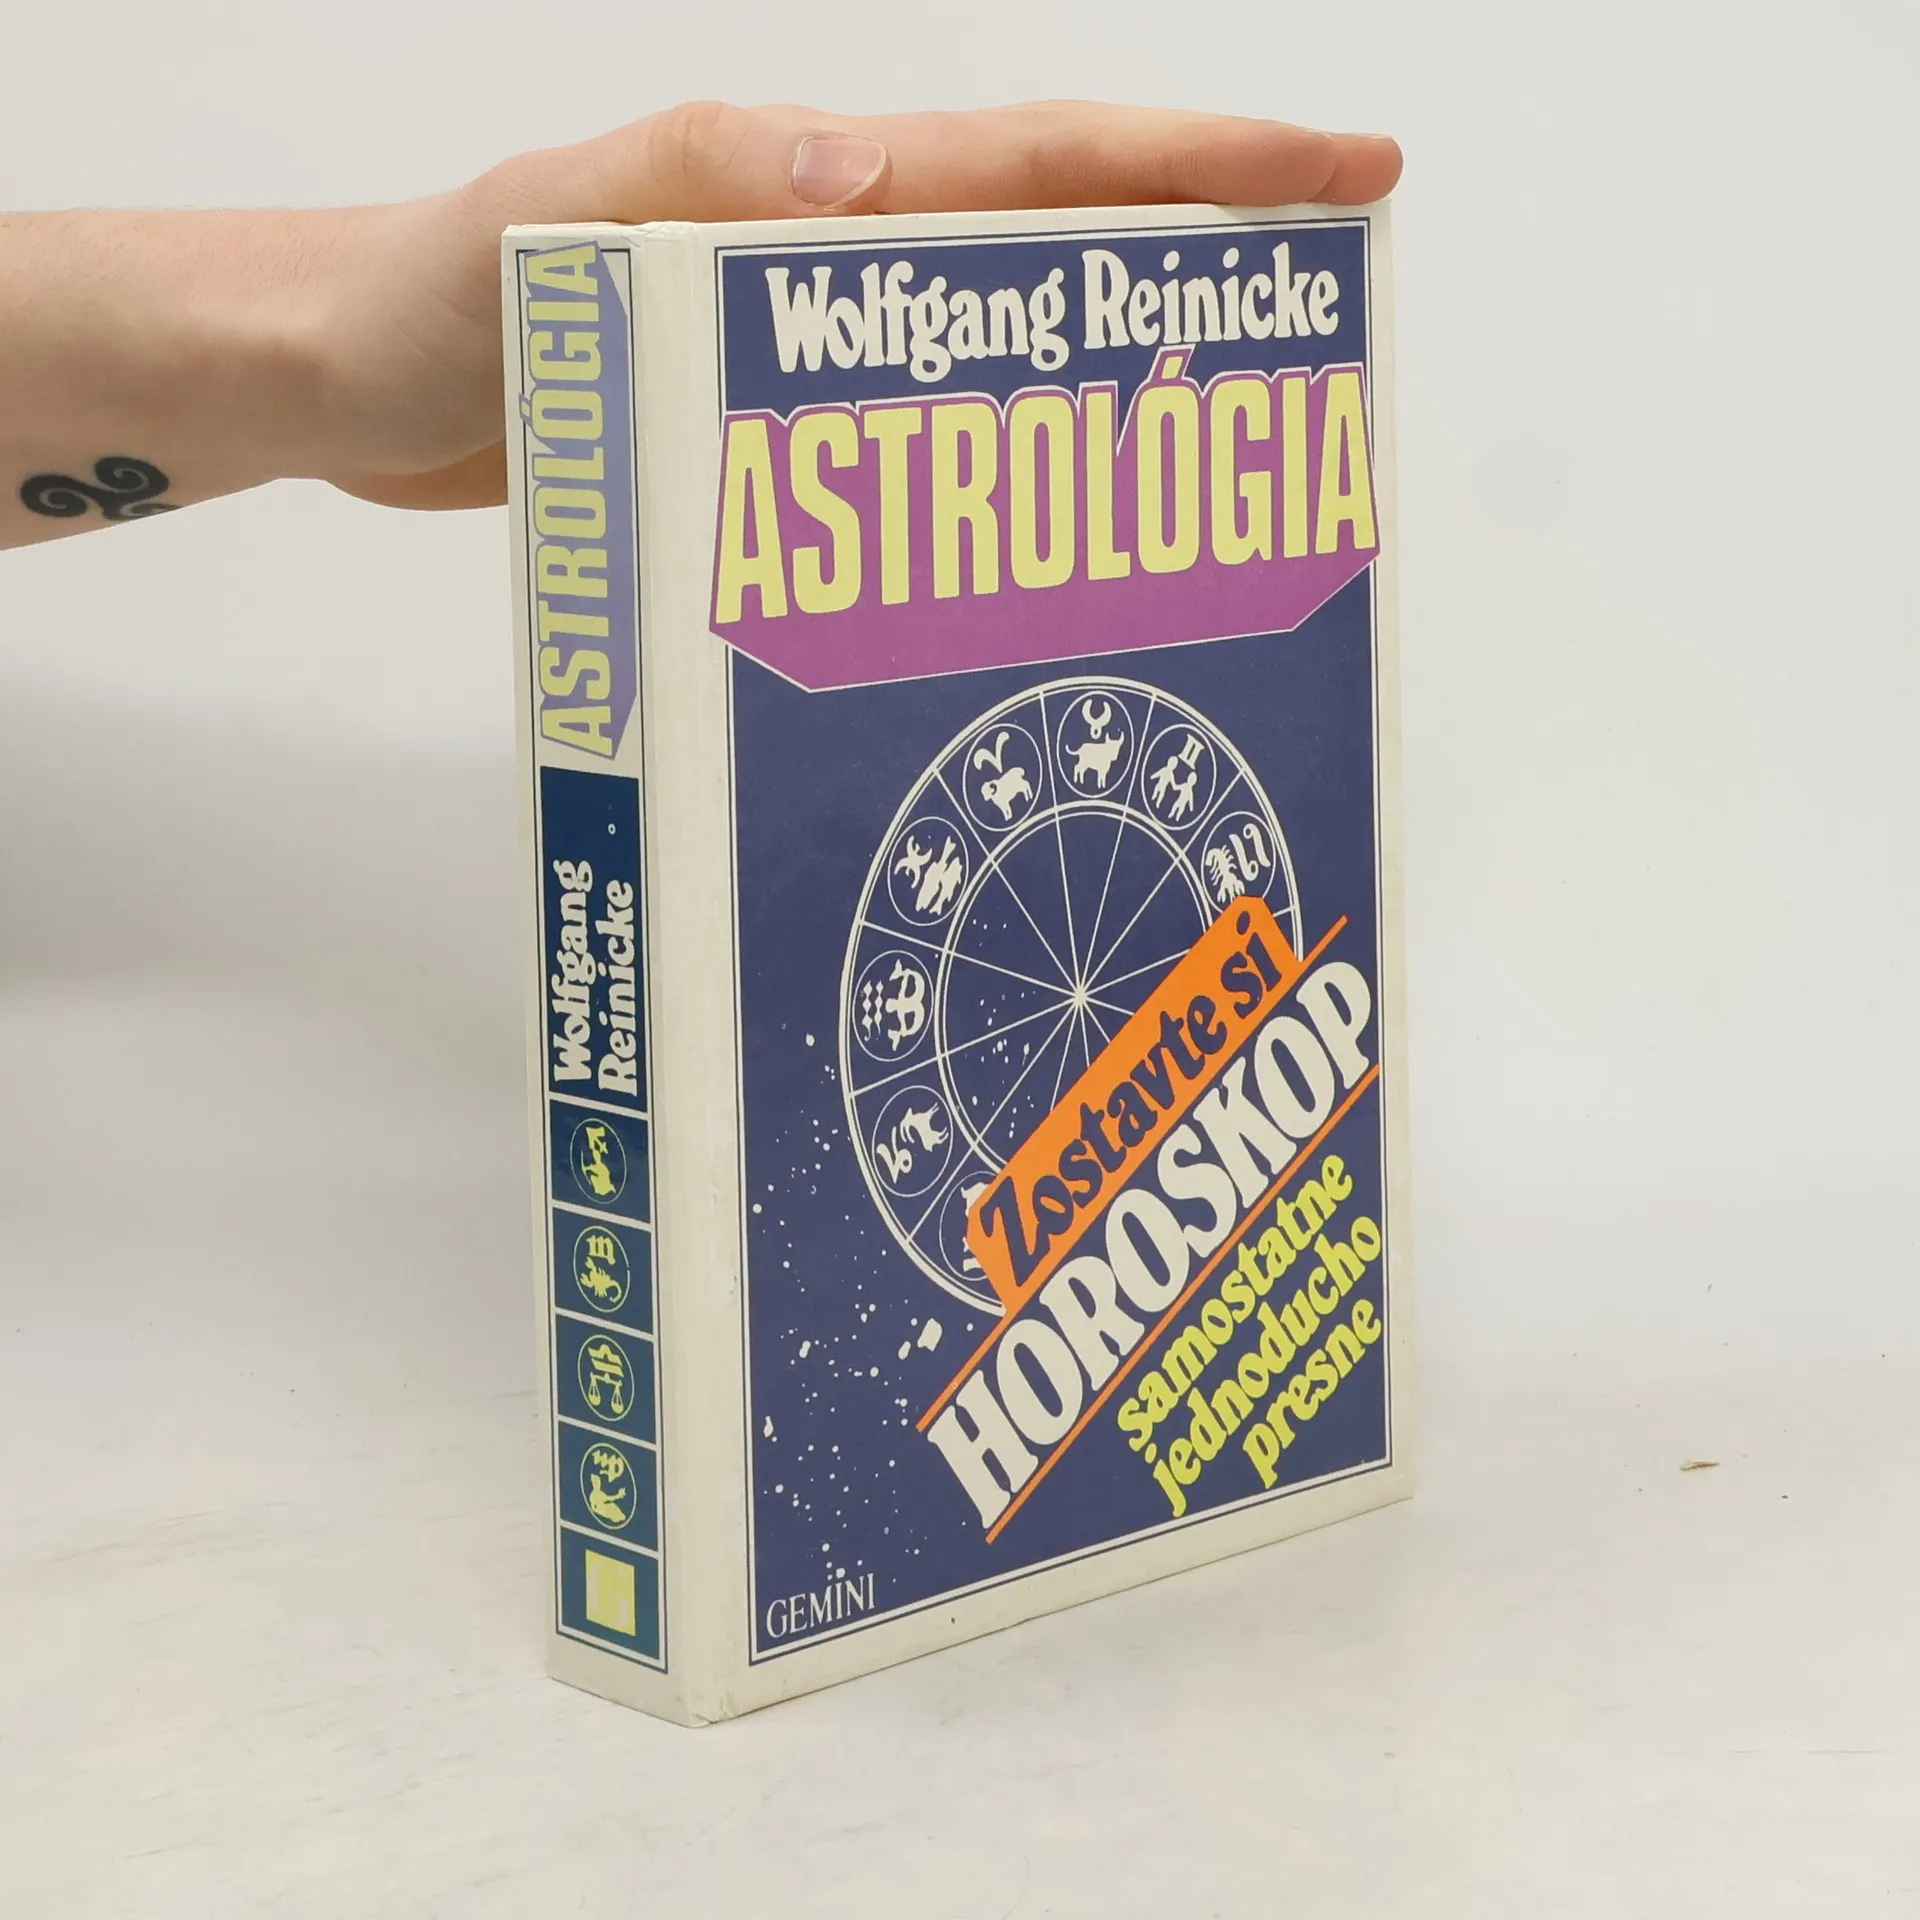 ASTROLÓGIA
Wolfgang
Reinicke
Wolfgang Reinicke
ASTROLÓGIA
Zostavte si
HOROSKOP
samostatne
jednoducho
presne
GEMINI